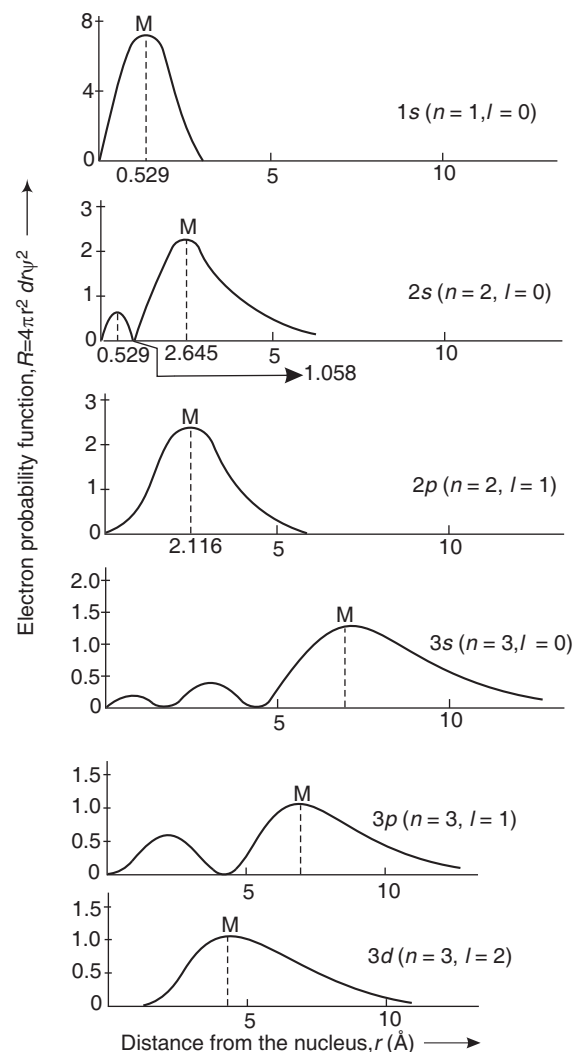 8
M
4
1s (n = 1,l = 0)
0
0.529
5
10
3
M
2
1
2s (n = 2, l = 0)
0
0.529
2.645
5
10
1.058
3
M
2
1
2p (n = 2, l = 1)
0
2.116
5
10
Electron probability function,R=4πr² drψ²
2.0
1.5
M
1.0
3s (n = 3,l = 0)
0.5
0
5
10
1.5
M
1.0
3p (n = 3, l = 1)
0.5
0
5
10
1.5
M
1.0
3d (n = 3, l = 2)
0.5
0
5
10
Distance from the nucleus,r (Å)